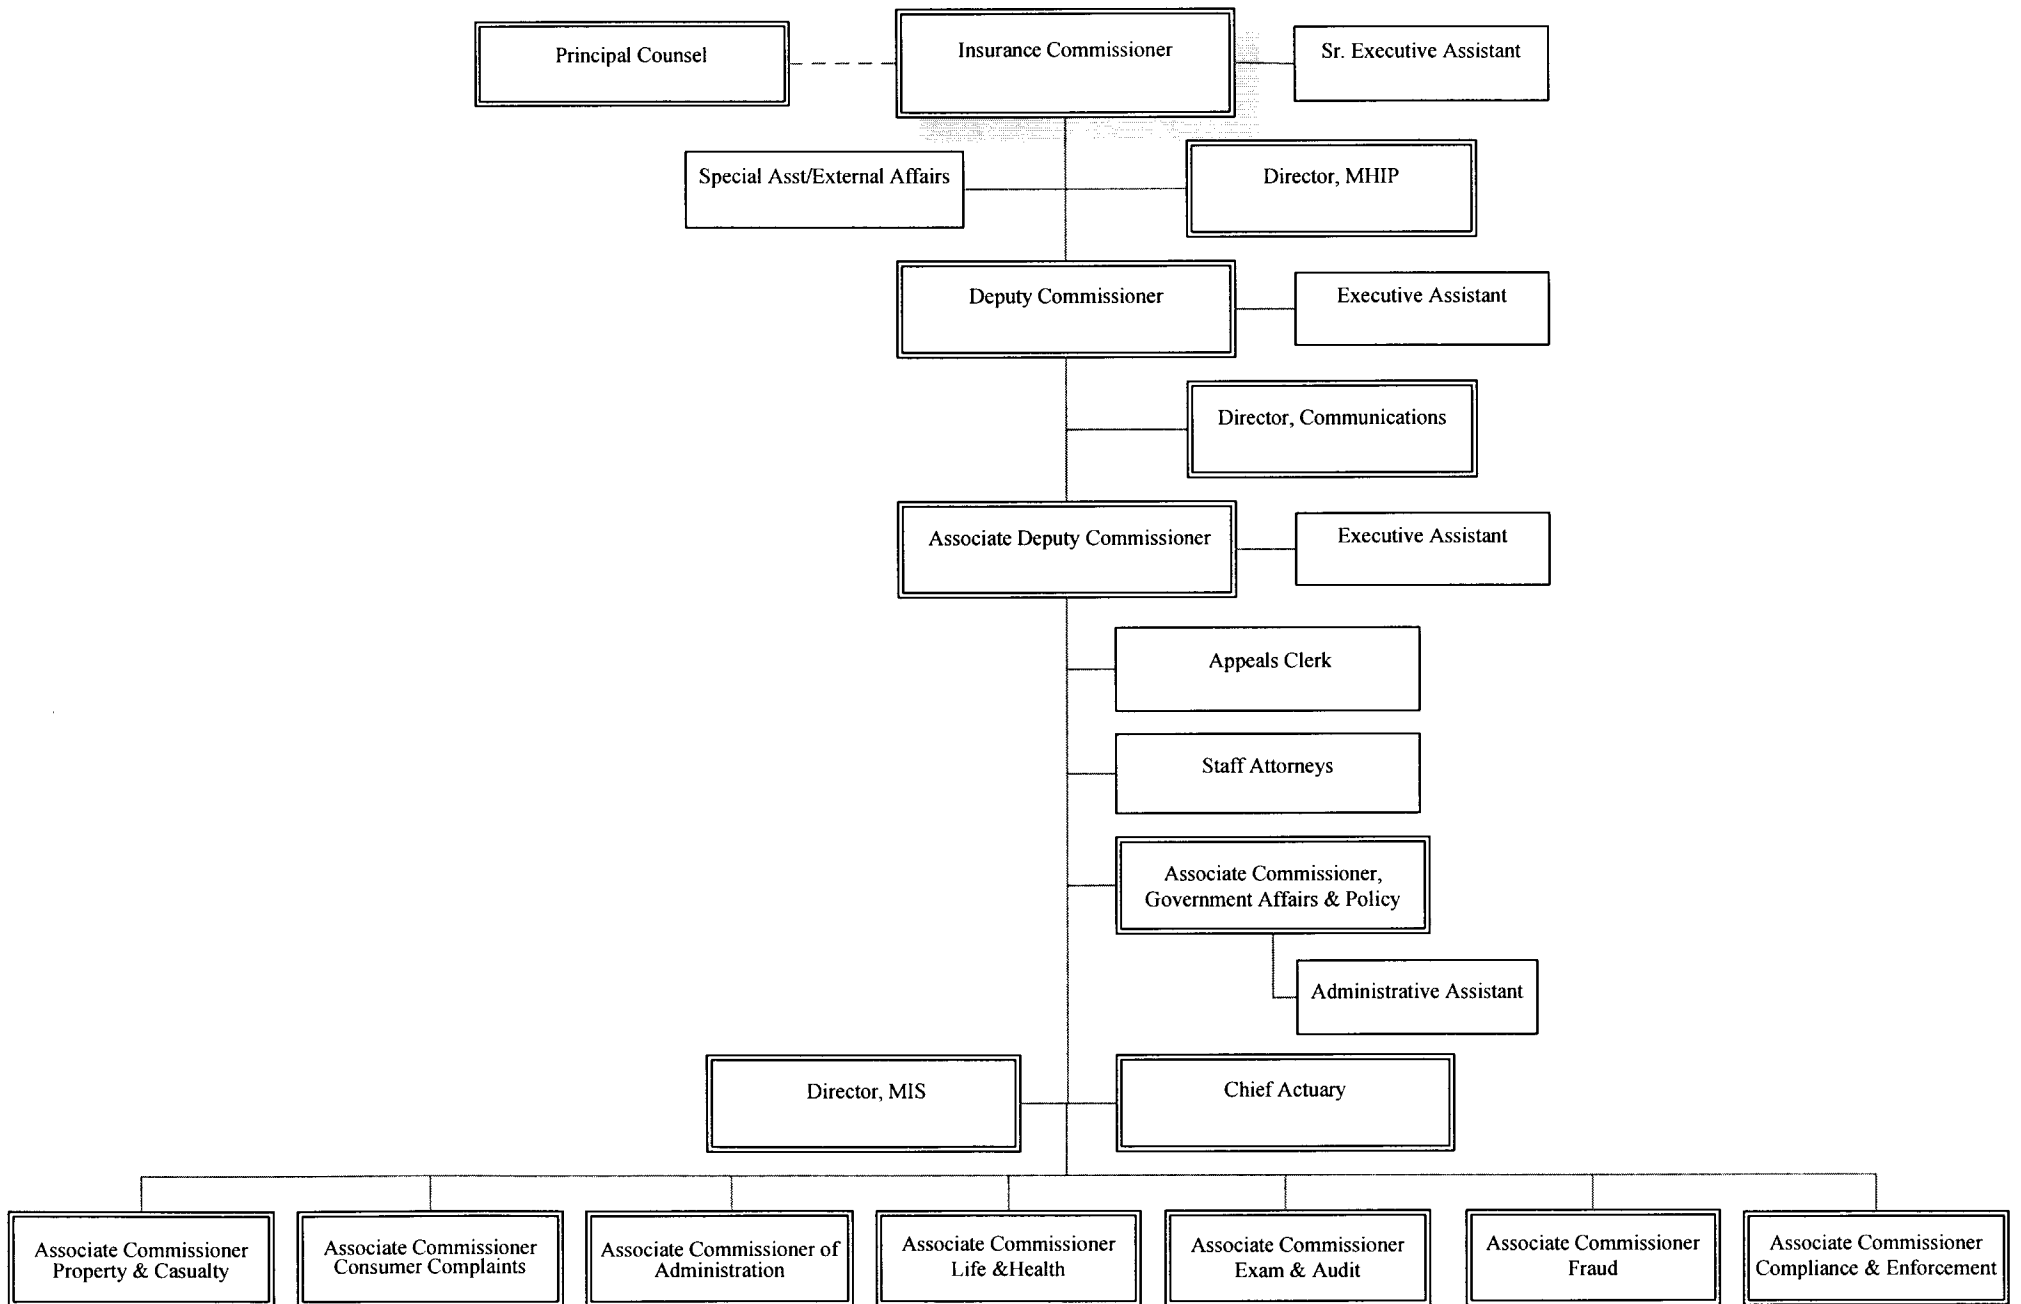 Principal Counsel
Insurance Commissioner
Sr. Executive Assistant
Special Asst/External Affairs
Director, MHIP
Deputy Commissioner
Executive Assistant
Director, Communications
Associate Deputy Commissioner
Executive Assistant
Appeals Clerk
Staff Attorneys
Associate Commissioner,
Government Affairs & Policy
Administrative Assistant
Director, MIS
Chief Actuary
Associate Commissioner
Property & Casualty
Associate Commissioner
Consumer Complaints
Associate Commissioner of
Administration
Associate Commissioner
Life &Health
Associate Commissioner
Exam & Audit
Associate Commissioner
Fraud
Associate Commissioner
Compliance & Enforcement